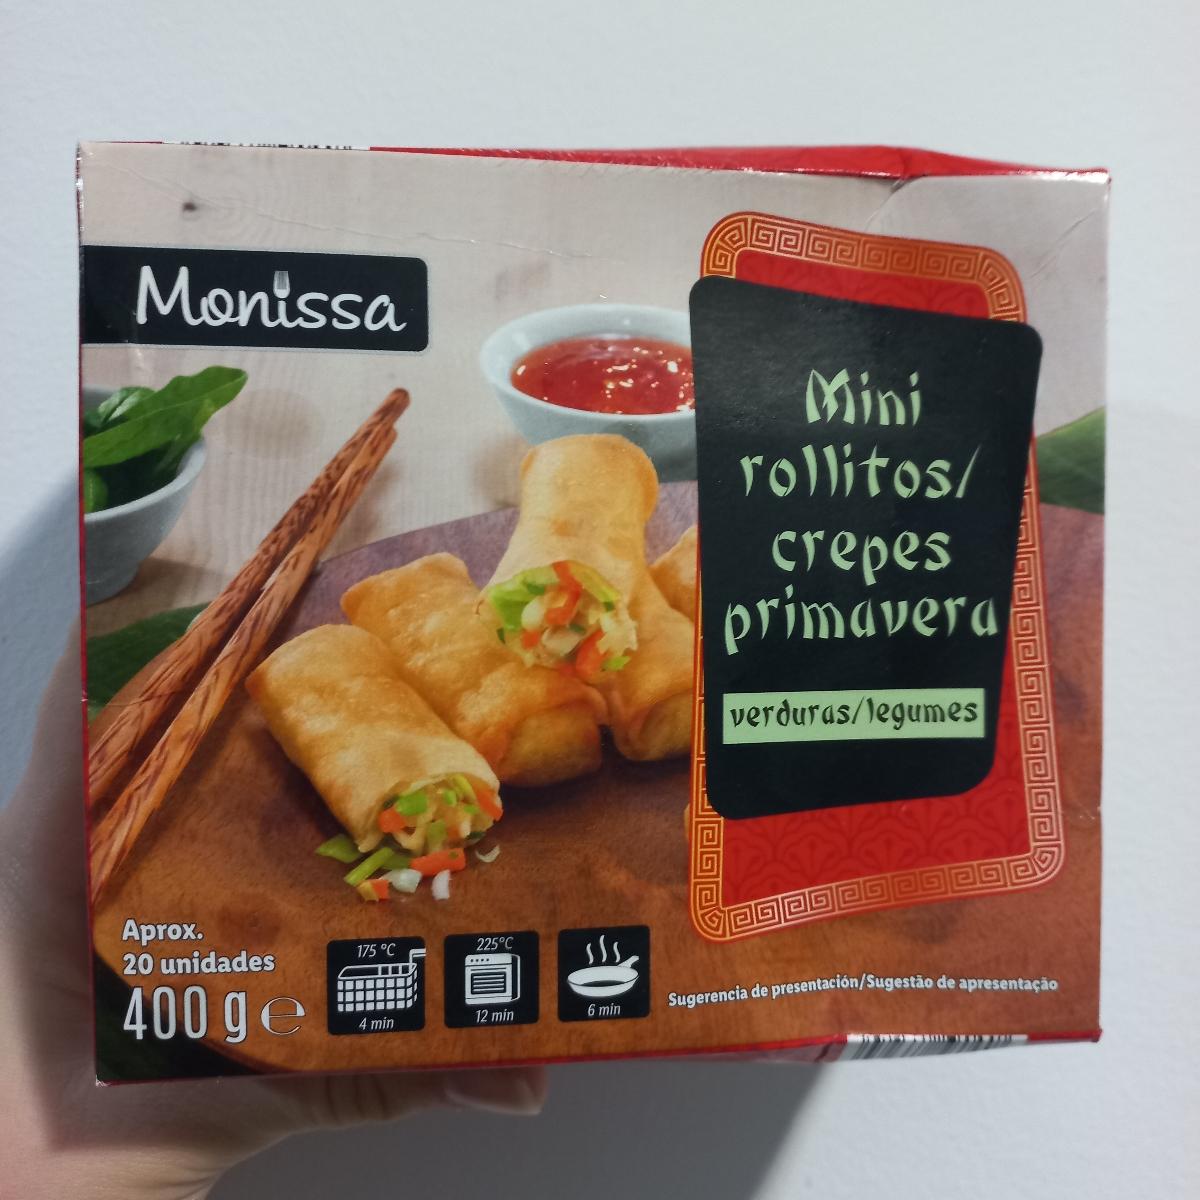 Monissa
Mini
rollitos/
crepes
primavera
verduras/legumes
Aprox.
20 unidades
400 g e
175 °C
4 min
225°C
12 min
6 min
Sugerencia de presentación/Sugestão de apresentação